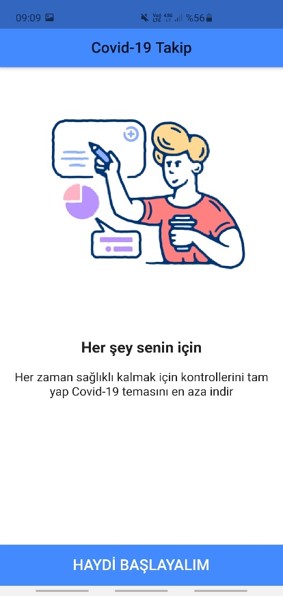 09:09
%56
Covid-19 Takip
Her şey senin için
Her zaman sağlıklı kalmak için kontrollerini tam
yap Covid-19 temasını en aza indir
HAYDİ BAŞLAYALIM